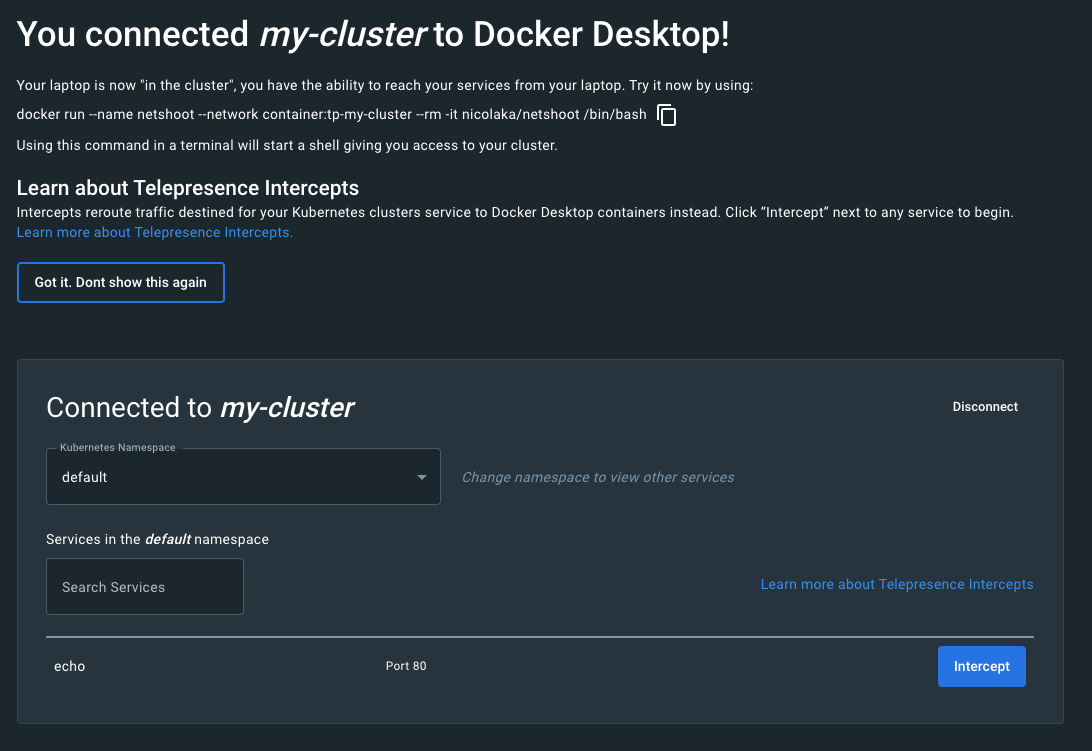 You connected my-cluster to Docker Desktop!
Your laptop is now "in the cluster", you have the ability to reach your services from your laptop. Try it now by using:
docker run --name netshoot --network container:tp-my-cluster --rm -it nicolaka/netshoot /bin/bash
Using this command in a terminal will start a shell giving you access to your cluster.
Learn about Telepresence Intercepts
Intercepts reroute traffic destined for your Kubernetes clusters service to Docker Desktop containers instead. Click “Intercept” next to any service to begin.
Learn more about Telepresence Intercepts.
Got it. Dont show this again
Connected to my-cluster
Disconnect
Kubernetes Namespace
default
Change namespace to view other services
Services in the default namespace
Search Services
Learn more about Telepresence Intercepts
echo
Port 80
Intercept